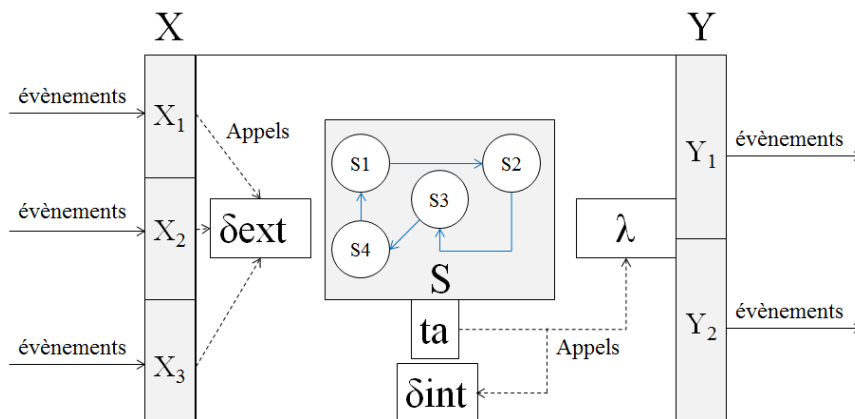 X
Y
évènements
X₁
Appels
S1
S2
Y₁
évènements
S3
évènements
X₂
δext
S4
λ
S
ta
Y₂
évènements
évènements
X₃
Appels
δint